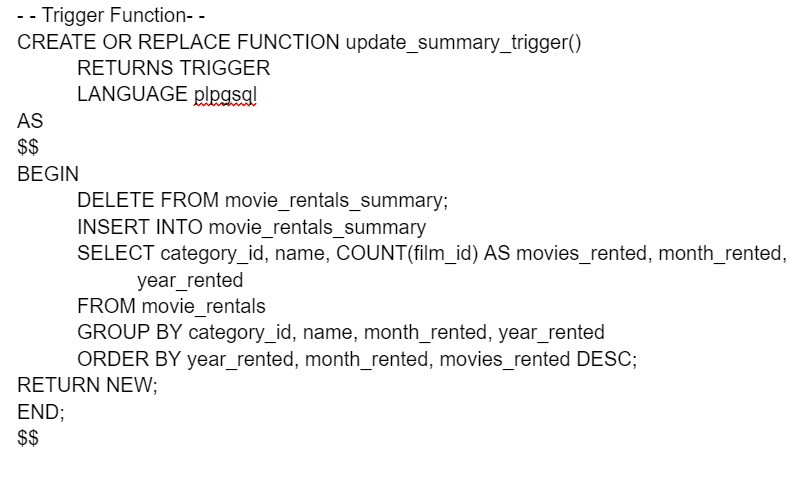 - - Trigger Function- -
CREATE OR REPLACE FUNCTION update_summary_trigger()
RETURNS TRIGGER
LANGUAGE plpgsql
AS
$$
BEGIN
DELETE FROM movie_rentals_summary;
INSERT INTO movie_rentals_summary
SELECT category_id, name, COUNT(film_id) AS movies_rented, month_rented,
year_rented
FROM movie_rentals
GROUP BY category_id, name, month_rented, year_rented
ORDER BY year_rented, month_rented, movies_rented DESC;
RETURN NEW;
END;
$$